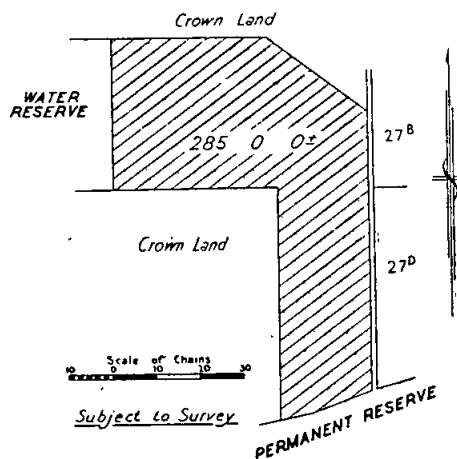 Crown Land
WATER
RESERVE
285 0 0±
27B
Crown Land
27D
Scale of Chains
10 0 10 20 30
Subject to Survey
PERMANENT RESERVE